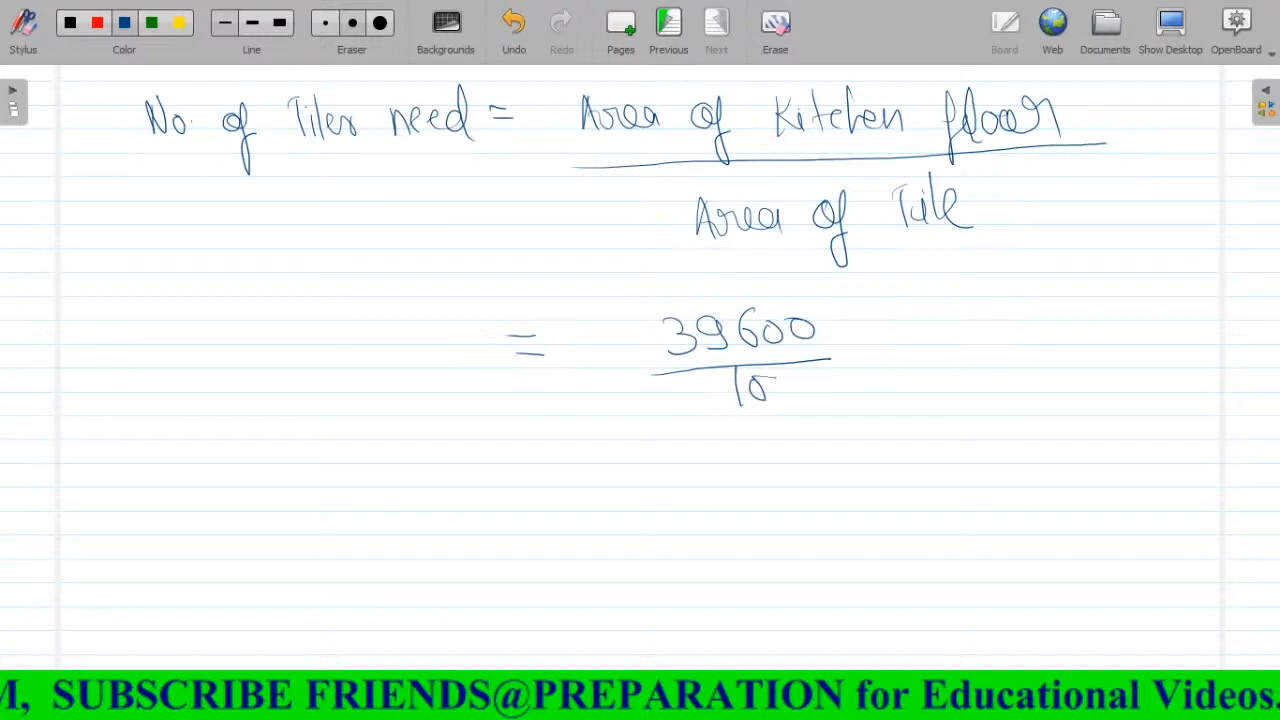 Stylus Color Line Eraser Backgrounds Undo Redo Pages Previous Next Erase Board Web Documents Show Desktop OpenBoard
No. of Tiles need = Area of Kitchen floor
Area of Tile
= 39600
10
M, SUBSCRIBE FRIENDS@PREPARATION for Educational Videos.